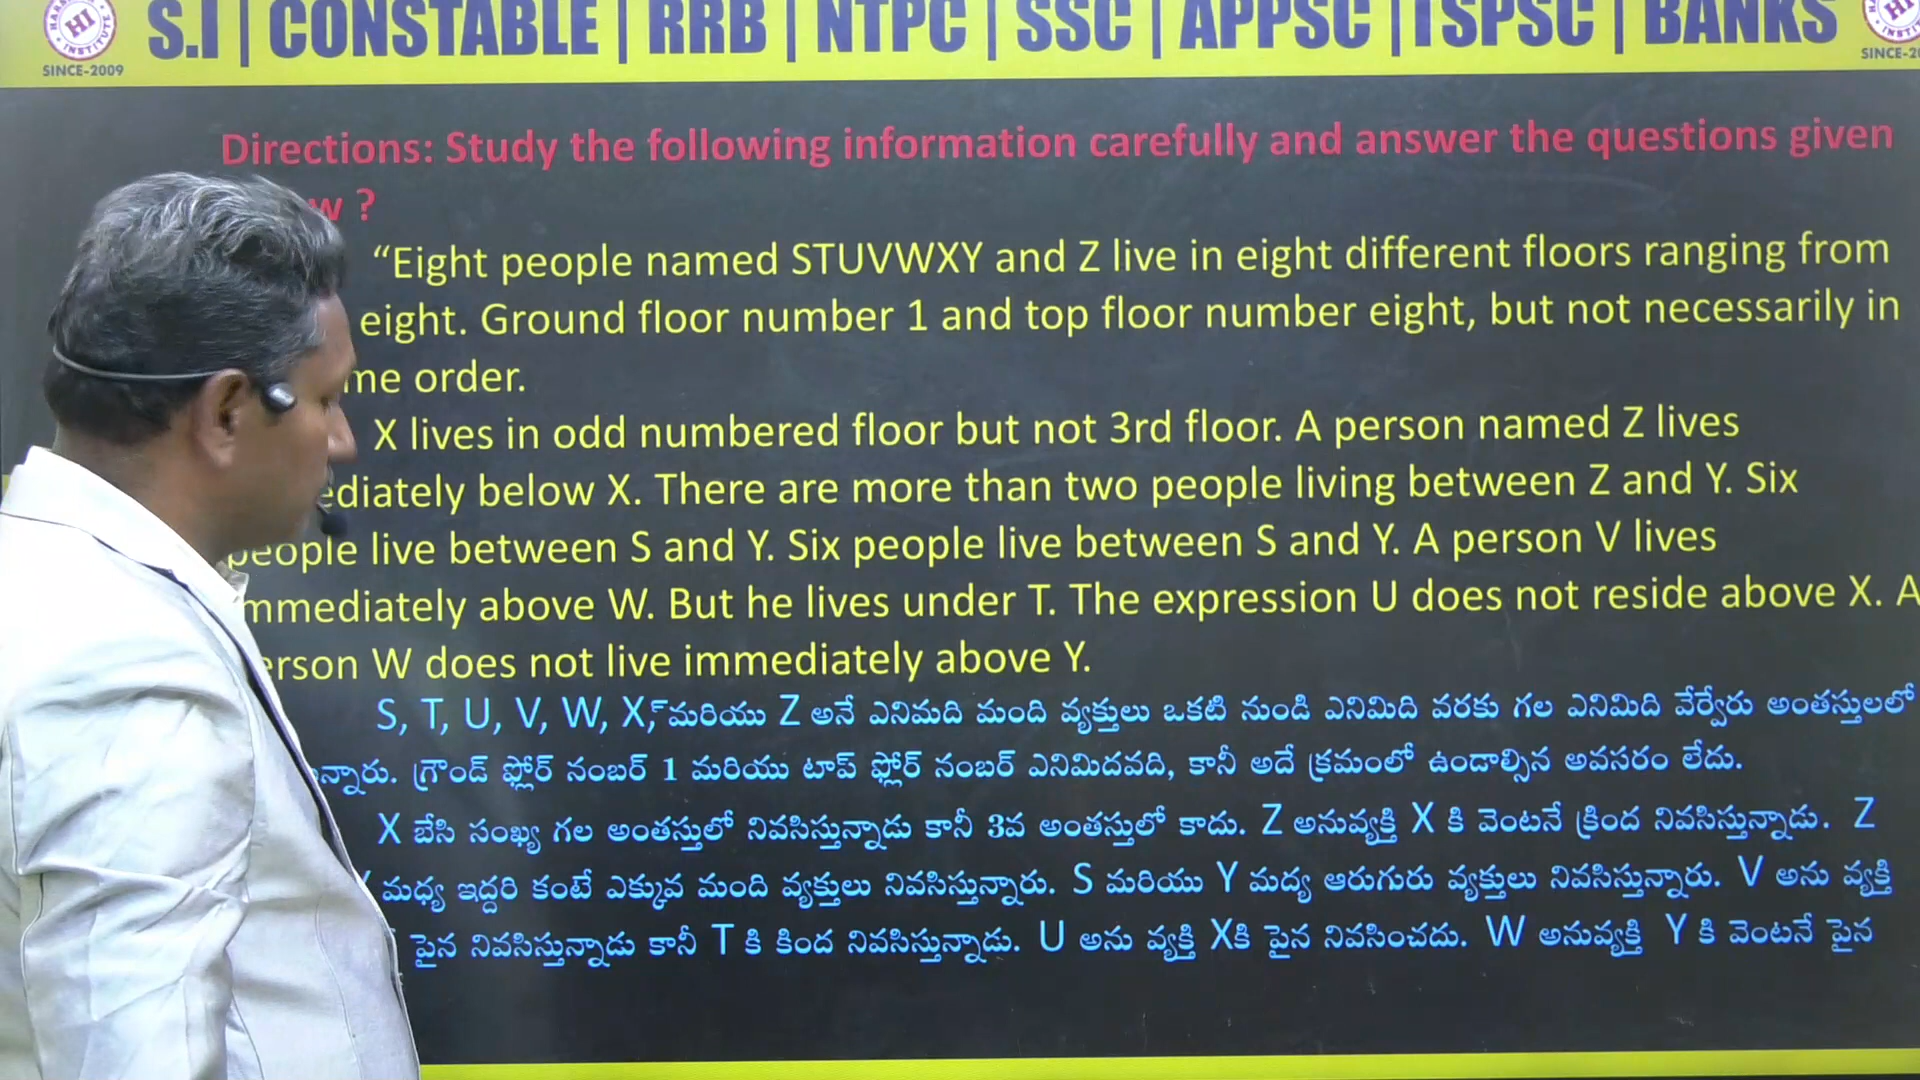 S.I | CONSTABLE | RRB | NTPC | SSC | APPSC | TSPSC | BANKS
HI INSTITUTE
SINCE-2009
Directions: Study the following information carefully and answer the questions given
w ?
“Eight people named STUVWXY and Z live in eight different floors ranging from
eight. Ground floor number 1 and top floor number eight, but not necessarily in
me order.
X lives in odd numbered floor but not 3rd floor. A person named Z lives
ediately below X. There are more than two people living between Z and Y. Six
people live between S and Y. Six people live between S and Y. A person V lives
mmediately above W. But he lives under T. The expression U does not reside above X. A
erson W does not live immediately above Y.
S, T, U, V, W, X, మరియు Z అనే ఎనిమది మంది వ్యక్తులు ఒకటి నుండి ఎనిమిది వరకు గల ఎనిమిది వేర్వేరు అంతస్తులలో
న్నారు. గ్రౌండ్ ఫ్లోర్ నంబర్ 1 మరియు టాప్ ఫ్లోర్ నంబర్ ఎనిమిదవది, కానీ అదే క్రమంలో ఉండాల్సిన అవసరం లేదు.
X బేసి సంఖ్య గల అంతస్తులో నివసిస్తున్నాడు కానీ 3వ అంతస్తులో కాదు. Z అనువ్యక్తి X కి వెంటనే క్రింద నివసిస్తున్నాడు. Z
మధ్య ఇద్దరి కంటే ఎక్కువ మంది వ్యక్తులు నివసిస్తున్నారు. S మరియు Y మద్య ఆరుగురు వ్యక్తులు నివసిస్తున్నారు. V అను వ్యక్తి
పైన నివసిస్తున్నాడు కానీ T కి కింద నివసిస్తున్నాడు. U అను వ్యక్తి Xకి పైన నివసించదు. W అనువ్యక్తి Y కి వెంటనే పైన